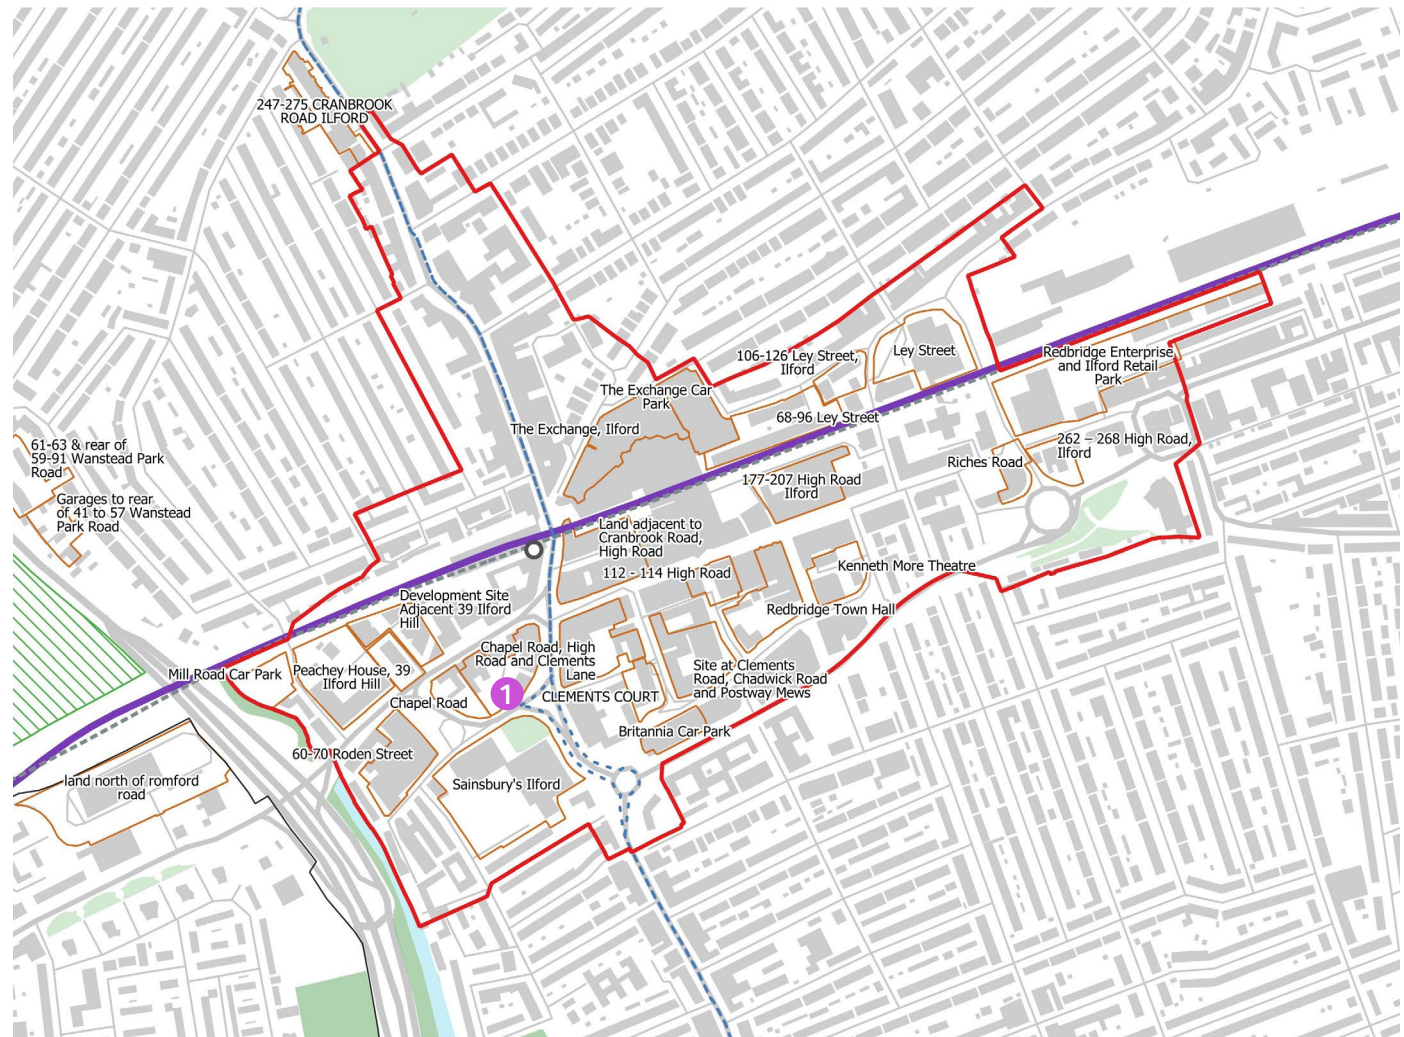 247-275 CRANBROOK
ROAD ILFORD
106-126 Ley Street,
Ilford
Ley Street
Redbridge Enterprise
and Ilford Retail
Park
The Exchange Car
Park
68-96 Ley Street
The Exchange, Ilford
61-63 & rear of
59-91 Wanstead Park
Road
262 – 268 High Road,
Ilford
Riches Road
177-207 High Road
Ilford
Garages to rear
of 41 to 57 Wanstead
Park Road
Land adjacent to
Cranbrook Road,
High Road
112 - 114 High Road
Kenneth More Theatre
Development Site
Adjacent 39 Ilford
Hill
Redbridge Town Hall
Chapel Road, High
Road and Clements
Lane
Mill Road Car Park
Peachey House, 39
Ilford Hill
Site at Clements
Road, Chadwick Road
and Postway Mews
1
CLEMENTS COURT
Chapel Road
Britannia Car Park
60-70 Roden Street
Sainsbury's Ilford
land north of romford
road